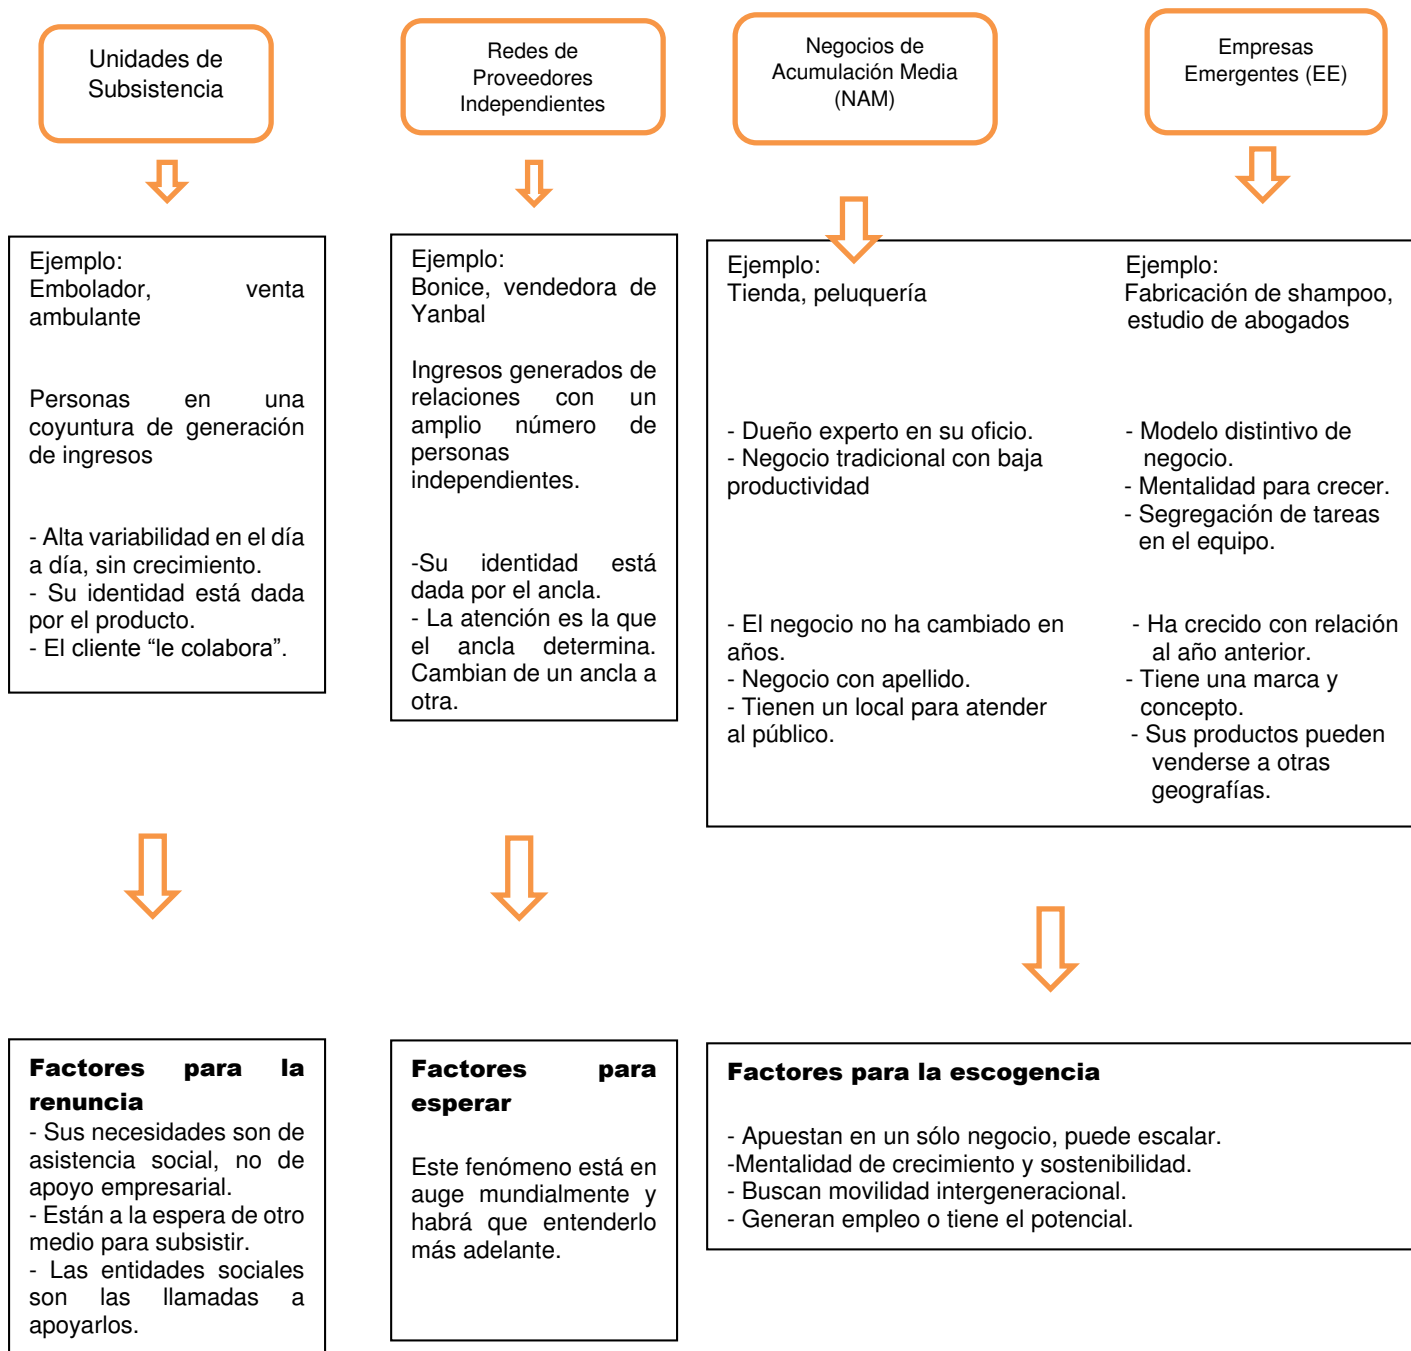 Unidades de
Subsistencia
Redes de
Proveedores
Independientes
Negocios de
Acumulación Media
(NAM)
Empresas
Emergentes (EE)
Ejemplo:
Embolador, venta
ambulante
Personas en una
coyuntura de generación
de ingresos
- Alta variabilidad en el día
a día, sin crecimiento.
- Su identidad está dada
por el producto.
- El cliente “le colabora”.
Ejemplo:
Bonice, vendedora de
Yanbal
Ingresos generados de
relaciones con un
amplio número de
personas
independientes.
-Su identidad está
dada por el ancla.
- La atención es la que
el ancla determina.
Cambian de un ancla a
otra.
Ejemplo:
Tienda, peluquería
- Dueño experto en su oficio.
- Negocio tradicional con baja
productividad
- El negocio no ha cambiado en
años.
- Negocio con apellido.
- Tienen un local para atender
al público.
Ejemplo:
Fabricación de shampoo,
estudio de abogados
- Modelo distintivo de
negocio.
- Mentalidad para crecer.
- Segregación de tareas
en el equipo.
- Ha crecido con relación
al año anterior.
- Tiene una marca y
concepto.
- Sus productos pueden
venderse a otras
geografías.
Factores para la
renuncia
- Sus necesidades son de
asistencia social, no de
apoyo empresarial.
- Están a la espera de otro
medio para subsistir.
- Las entidades sociales
son las llamadas a
apoyarlos.
Factores para
esperar
Este fenómeno está en
auge mundialmente y
habrá que entenderlo
más adelante.
Factores para la escogencia
- Apuestan en un sólo negocio, puede escalar.
-Mentalidad de crecimiento y sostenibilidad.
- Buscan movilidad intergeneracional.
- Generan empleo o tiene el potencial.